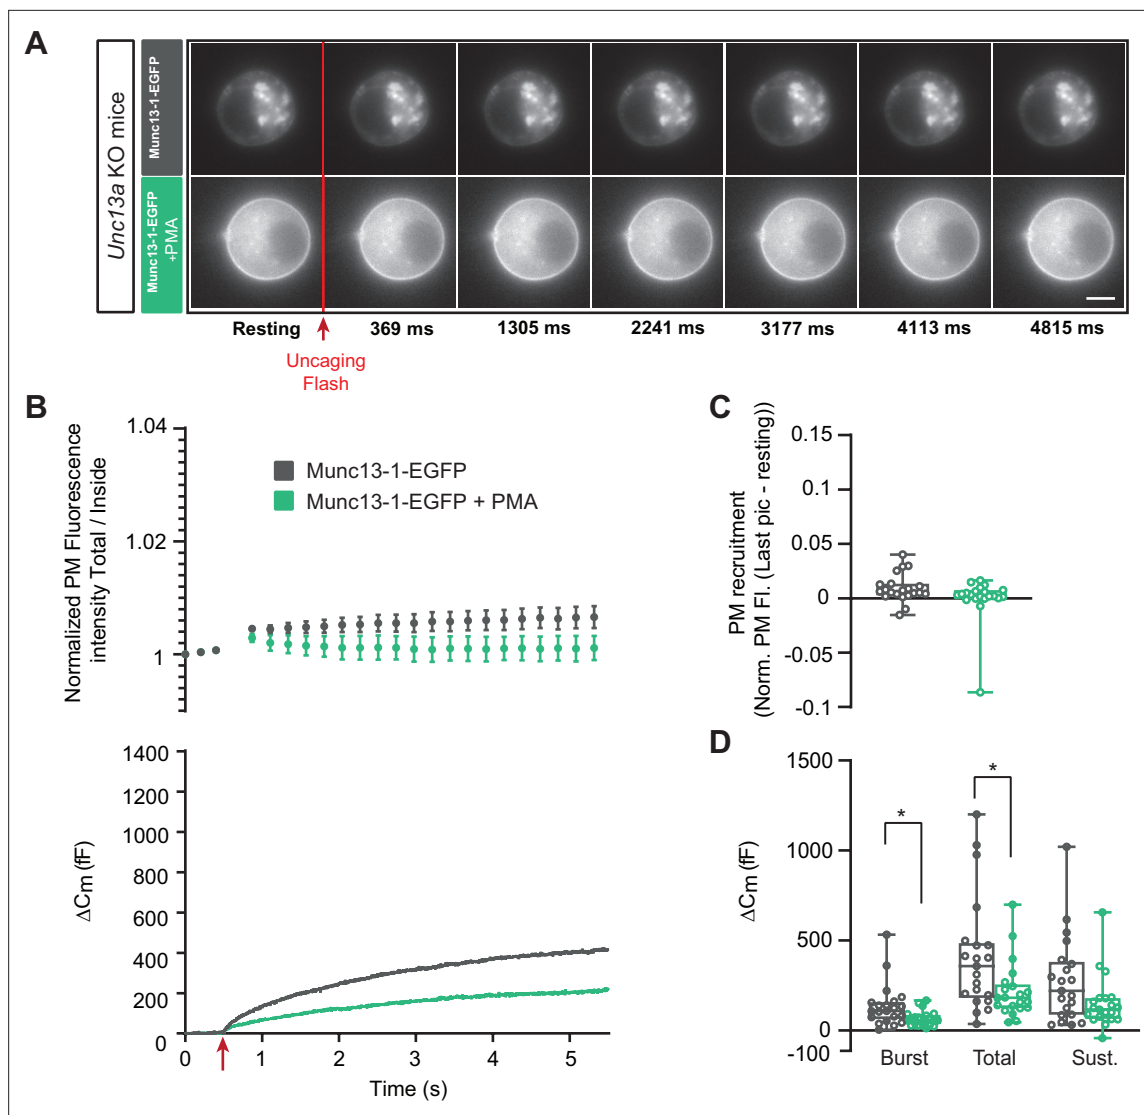 A
Unc13a KO mice
Munc13-1-EGFP
Munc13-1-EGFP
+PMA
Resting
369 ms
1305 ms
2241 ms
3177 ms
4113 ms
4815 ms
Uncaging
Flash
B
Normalized PM Fluorescence
intensity Total / Inside
1.04
1.02
1
Munc13-1-EGFP
Munc13-1-EGFP + PMA
ΔCm (fF)
1400
1200
1000
800
600
400
200
0
0
1
2
3
4
5
Time (s)
C
PM recruitment
(Norm. PM Fl. (Last pic - resting))
0.15
0.1
0.05
0
-0.05
-0.1
D
ΔCm (fF)
1500
1000
500
0
-100
*
*
Burst
Total
Sust.